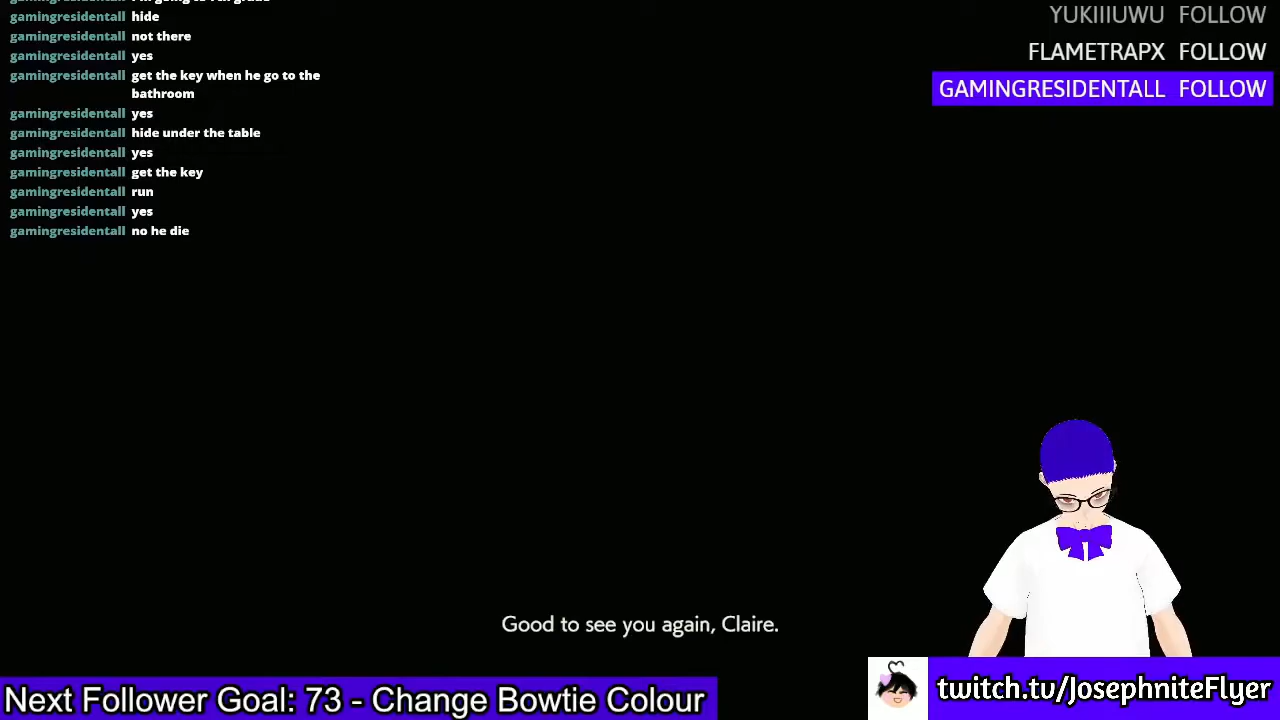 gamingresidentall hide
gamingresidentall not there
gamingresidentall yes
gamingresidentall get the key when he go to the
bathroom
gamingresidentall yes
gamingresidentall hide under the table
gamingresidentall yes
gamingresidentall get the key
gamingresidentall run
gamingresidentall yes
gamingresidentall no he die
YUKIIIUWU FOLLOW
FLAMETRAPX FOLLOW
GAMINGRESIDENTALL FOLLOW
Good to see you again, Claire.
Next Follower Goal: 73 - Change Bowtie Colour
twitch.tv/JosephniteFlyer